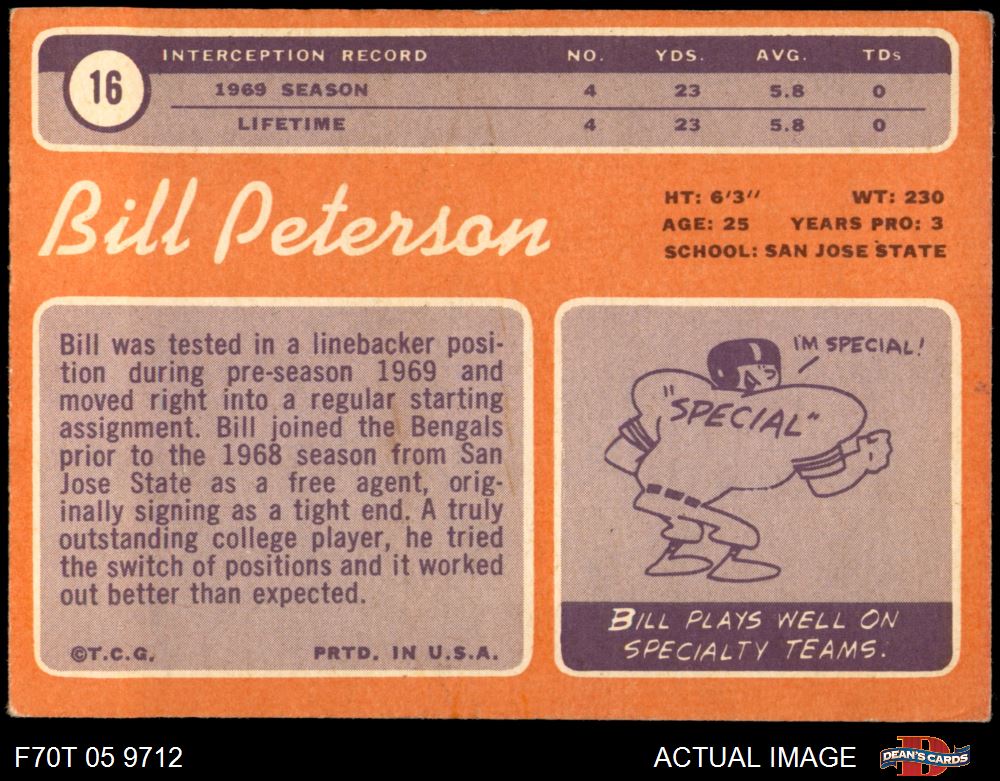 16
INTERCEPTION RECORD NO. YDS. AVG. TDs
1969 SEASON 4 23 5.8 0
LIFETIME 4 23 5.8 0
Bill Peterson
HT: 6'3" WT: 230
AGE: 25 YEARS PRO: 3
SCHOOL: SAN JOSE STATE
Bill was tested in a linebacker posi-
tion during pre-season 1969 and
moved right into a regular starting
assignment. Bill joined the Bengals
prior to the 1968 season from San
Jose State as a free agent, orig-
inally signing as a tight end. A truly
outstanding college player, he tried
the switch of positions and it worked
out better than expected.
©T.C.G. PRTD. IN U.S.A.
I'M SPECIAL!
"SPECIAL"
BILL PLAYS WELL ON
SPECIALTY TEAMS.
F70T 05 9712 ACTUAL IMAGE DEAN'S CARDS